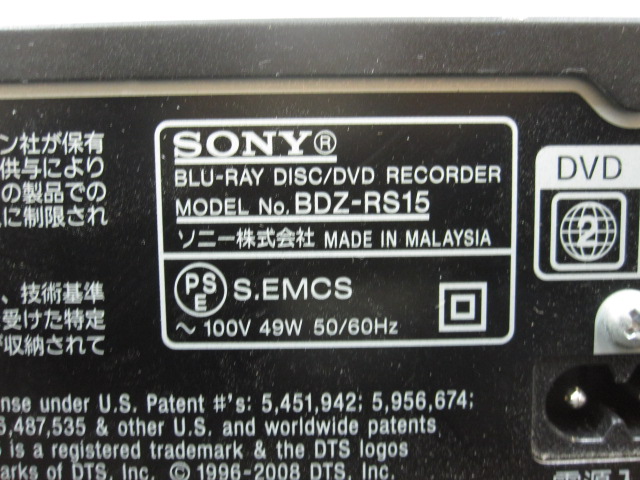 ン社が保有
供与により
の製品での
に制限され
、技術基準
受けた特定
が収納されて
SONY®
BLU-RAY DISC/DVD RECORDER
MODEL No. BDZ-RS15
ソニー株式会社 MADE IN MALAYSIA
PSE S.EMCS
～ 100V 49W 50/60Hz
DVD
2
under U.S. Patent #'s: 5,451,942; 5,956,674;
6,487,535 & other U.S. and worldwide patents
is a registered trademark & the DTS logos
of DTS, Inc. © 1996-2008 DTS, Inc.